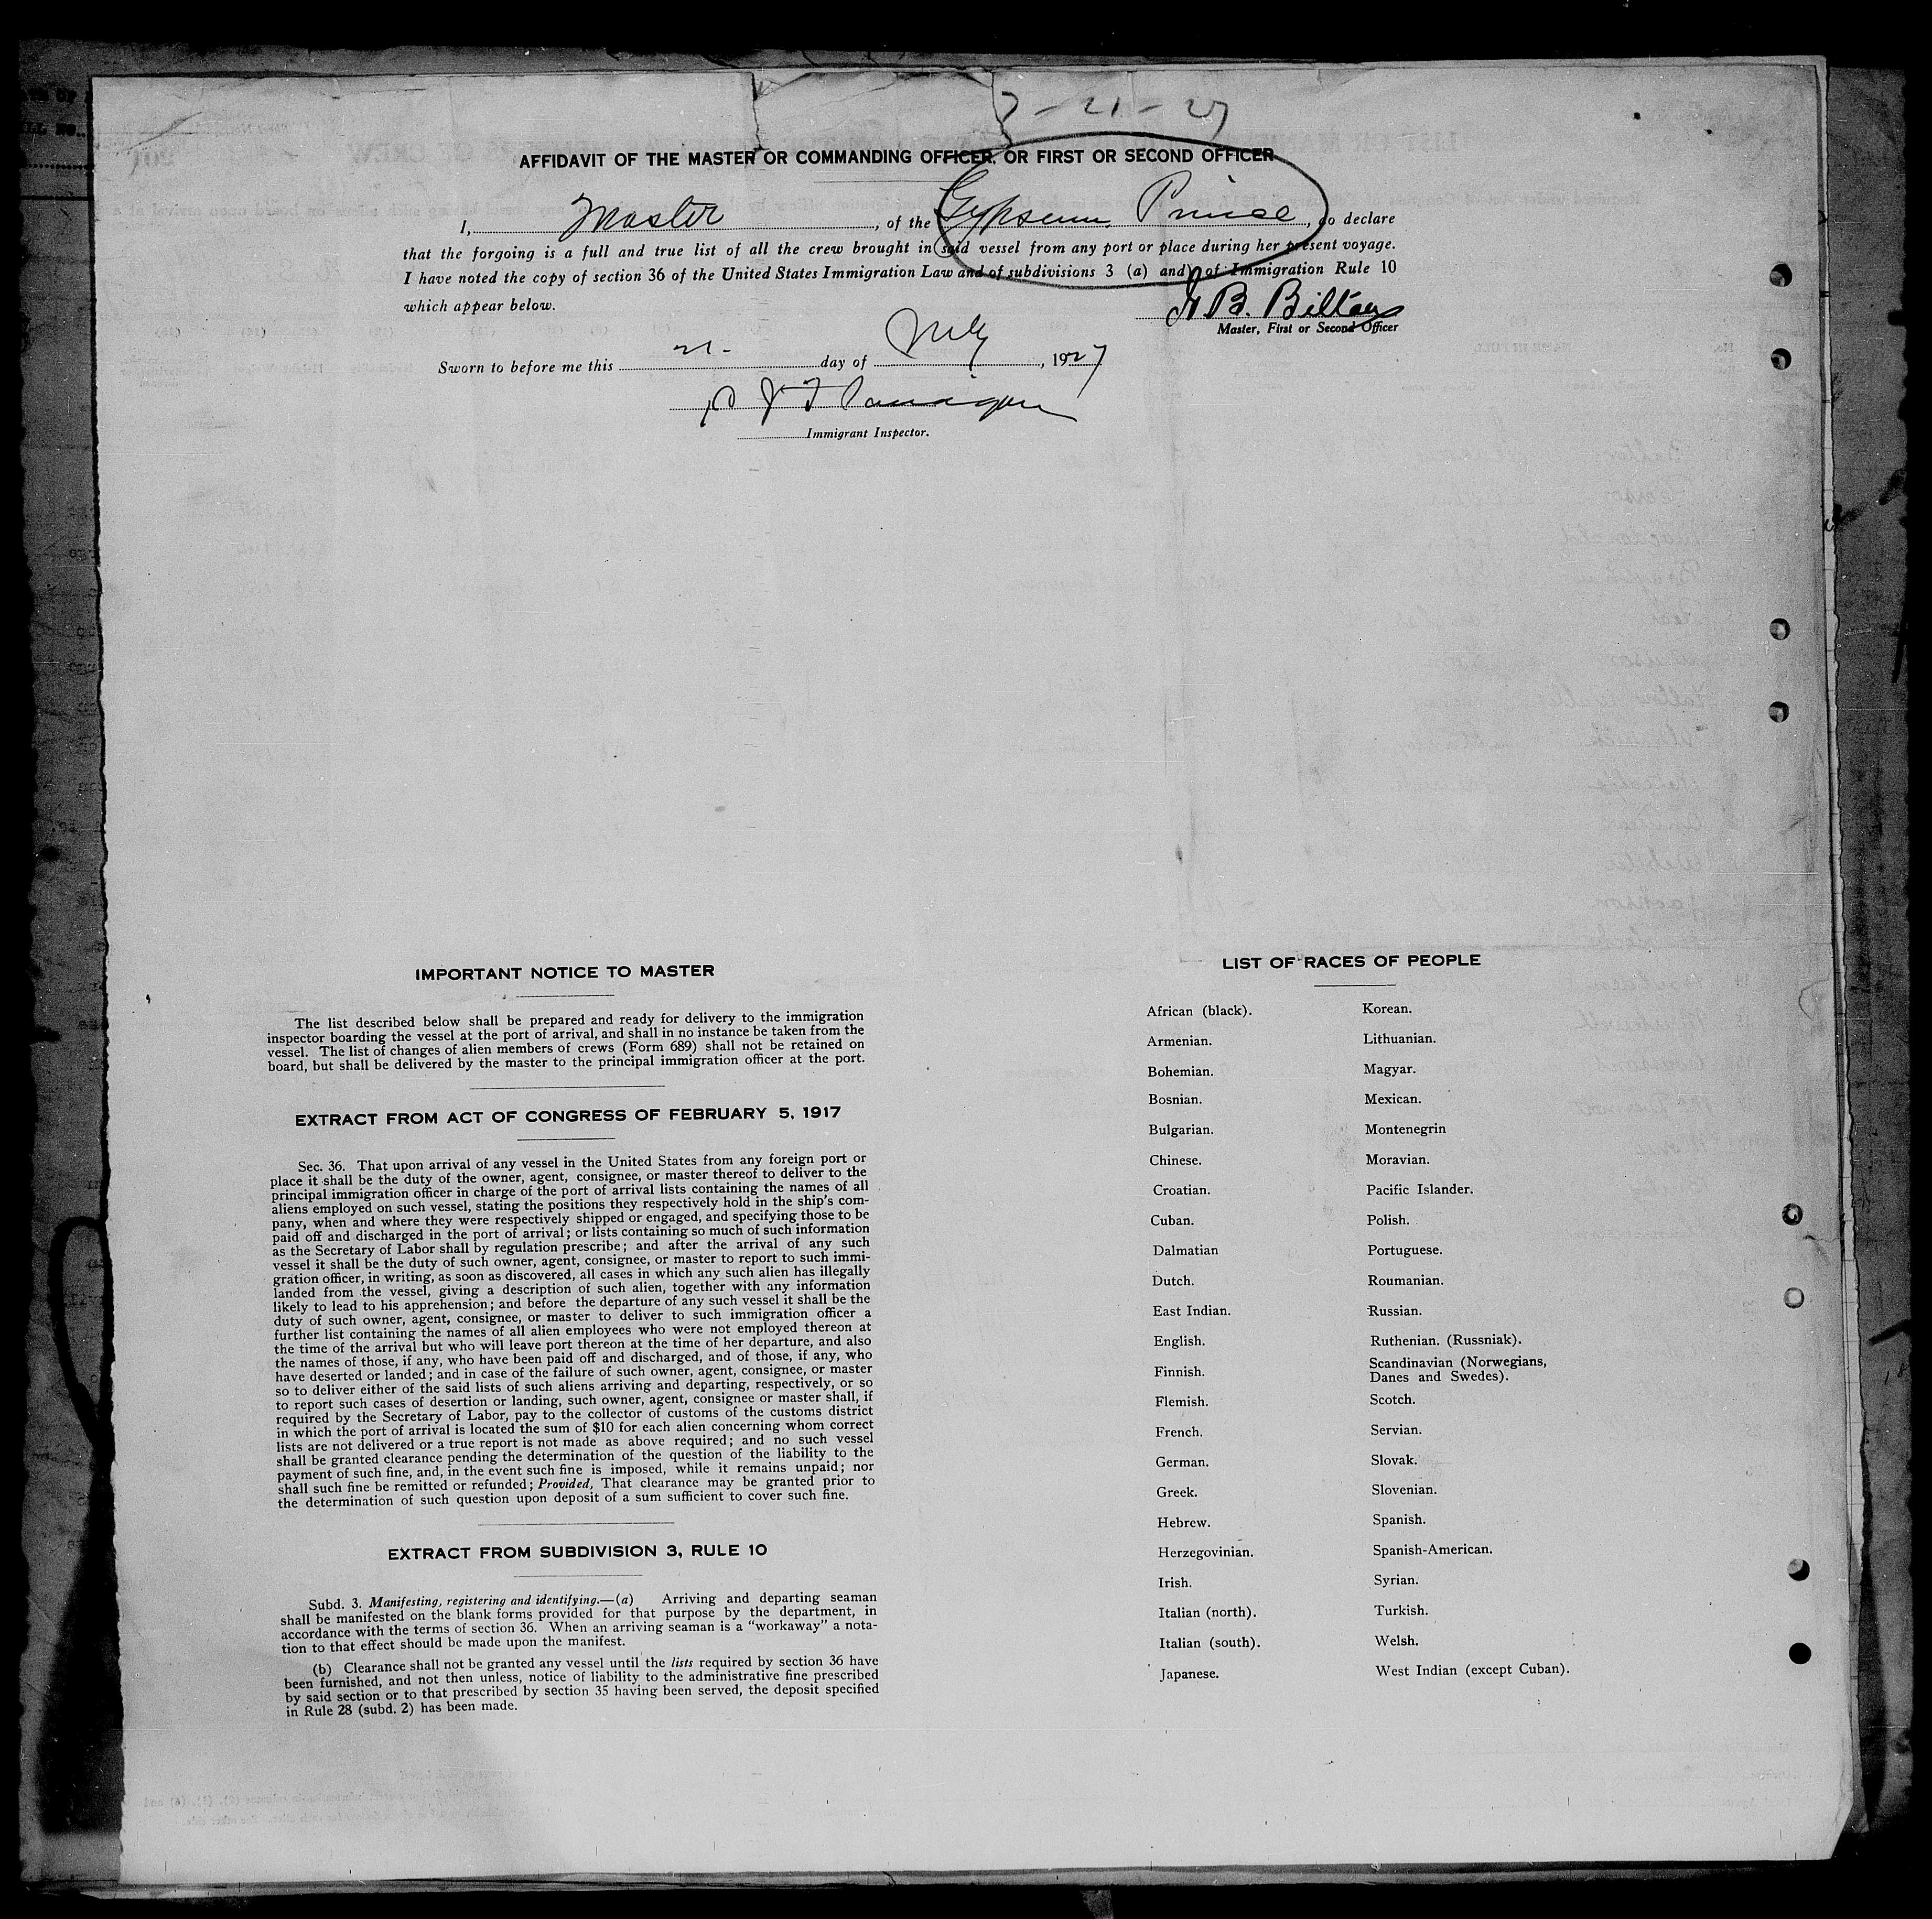 7-21-27
AFFIDAVIT OF THE MASTER OR COMMANDING OFFICER, OR FIRST OR SECOND OFFICER
I, Master, of the Gypsum Prince, do declare
that the forgoing is a full and true list of all the crew brought in said vessel from any port or place during her present voyage.
I have noted the copy of section 36 of the United States Immigration Law and of subdivisions 3 (a) and of Immigration Rule 10
which appear below.
Bilton
Master, First or Second Officer
Sworn to before me this 21- day of July, 1927
Immigrant Inspector.
IMPORTANT NOTICE TO MASTER
The list described below shall be prepared and ready for delivery to the immigration
inspector boarding the vessel at the port of arrival, and shall in no instance be taken from the
vessel. The list of changes of alien members of crews (Form 689) shall not be retained on
board, but shall be delivered by the master to the principal immigration officer at the port.
EXTRACT FROM ACT OF CONGRESS OF FEBRUARY 5, 1917
Sec. 36. That upon arrival of any vessel in the United States from any foreign port or
place it shall be the duty of the owner, agent, consignee, or master thereof to deliver to the
principal immigration officer in charge of the port of arrival lists containing the names of all
aliens employed on such vessel, stating the positions they respectively hold in the ship's com-
pany, when and where they were respectively shipped or engaged, and specifying those to be
paid off and discharged in the port of arrival; or lists containing so much of such information
as the Secretary of Labor shall by regulation prescribe; and after the arrival of any such
vessel it shall be the duty of such owner, agent, consignee, or master to report to such immi-
gration officer, in writing, as soon as discovered, all cases in which any such alien has illegally
landed from the vessel, giving a description of such alien, together with any information
likely to lead to his apprehension; and before the departure of any such vessel it shall be the
duty of such owner, agent, consignee, or master to deliver to such immigration officer a
further list containing the names of all alien employees who were not employed thereon at
the time of the arrival but who will leave port thereon at the time of her departure, and also
the names of those, if any, who have been paid off and discharged, and of those, if any, who
have deserted or landed; and in case of the failure of such owner, agent, consignee, or master
so to deliver either of the said lists of such aliens arriving and departing, respectively, or so
to report such cases of desertion or landing, such owner, agent, consignee or master shall, if
required by the Secretary of Labor, pay to the collector of customs of the customs district
in which the port of arrival is located the sum of $10 for each alien concerning whom correct
lists are not delivered or a true report is not made as above required; and no such vessel
shall be granted clearance pending the determination of the question of the liability to the
payment of such fine, and, in the event such fine is imposed, while it remains unpaid; nor
shall such fine be remitted or refunded; Provided, That clearance may be granted prior to
the determination of such question upon deposit of a sum sufficient to cover such fine.
EXTRACT FROM SUBDIVISION 3, RULE 10
Subd. 3. Manifesting, registering and identifying.—(a) Arriving and departing seaman
shall be manifested on the blank forms provided for that purpose by the department, in
accordance with the terms of section 36. When an arriving seaman is a "workaway" a nota-
tion to that effect should be made upon the manifest.
(b) Clearance shall not be granted any vessel until the lists required by section 36 have
been furnished, and not then unless, notice of liability to the administrative fine prescribed
by said section or to that prescribed by section 35 having been served, the deposit specified
in Rule 28 (subd. 2) has been made.
LIST OF RACES OF PEOPLE
African (black).
Armenian.
Bohemian.
Bosnian.
Bulgarian.
Chinese.
Croatian.
Cuban.
Dalmatian
Dutch.
East Indian.
English.
Finnish.
Flemish.
French.
German.
Greek.
Hebrew.
Herzegovinian.
Irish.
Italian (north).
Italian (south).
Japanese.
Korean.
Lithuanian.
Magyar.
Mexican.
Montenegrin
Moravian.
Pacific Islander.
Polish.
Portuguese.
Roumanian.
Russian.
Ruthenian. (Russniak).
Scandinavian (Norwegians,
Danes and Swedes).
Scotch.
Servian.
Slovak.
Slovenian.
Spanish.
Spanish-American.
Syrian.
Turkish.
Welsh.
West Indian (except Cuban).